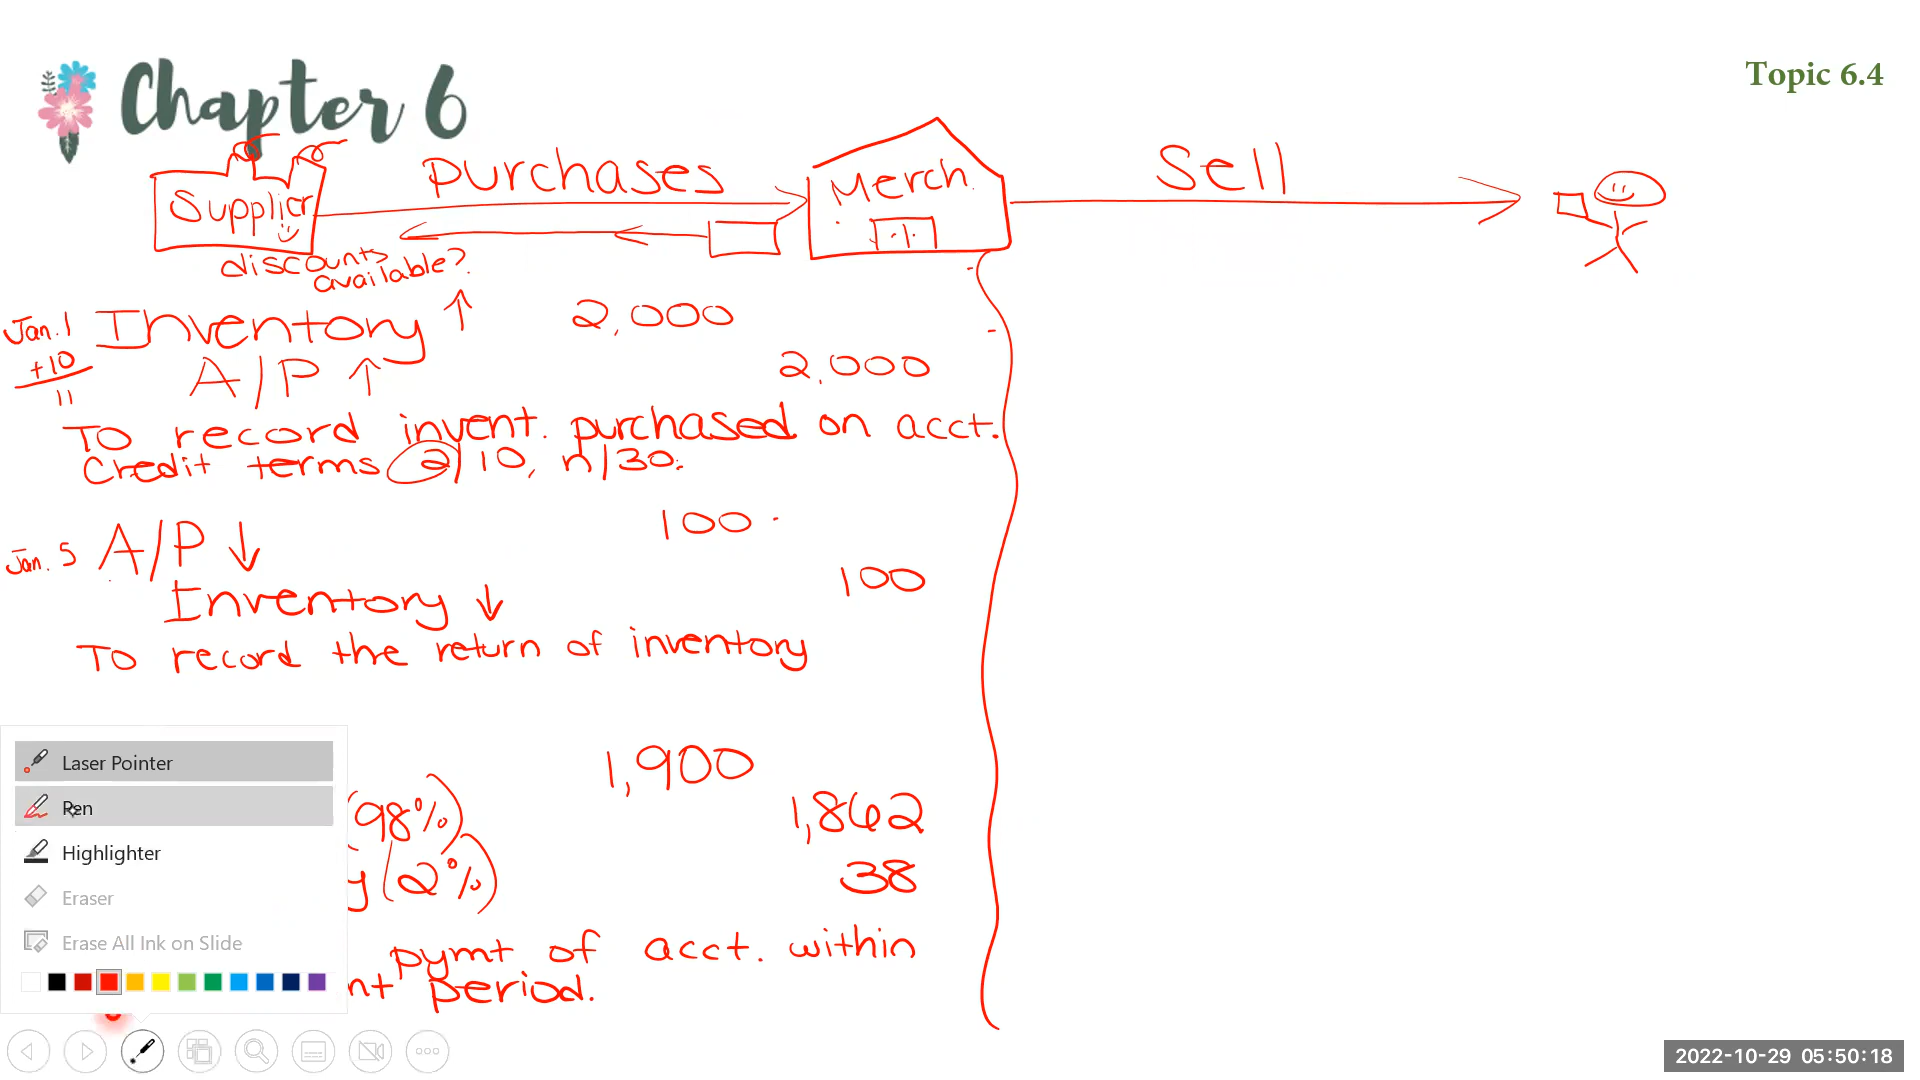 Chapter 6
Topic 6.4
Supplier
purchases
Merch.
Sell
discounts
available?
Jan. 1 Inventory ↑ 2,000
+10
11
A/P ↑ 2,000
To record invent. purchased on acct.
Credit terms 2/10, n/30.
Jan. 5 A/P ↓ 100
Inventory ↓ 100
To record the return of inventory
1,900
(98%) 1,862
y (2%) 38
pymt of acct. within
nt period.
Laser Pointer
Pen
Highlighter
Eraser
Erase All Ink on Slide
2022-10-29 05:50:18